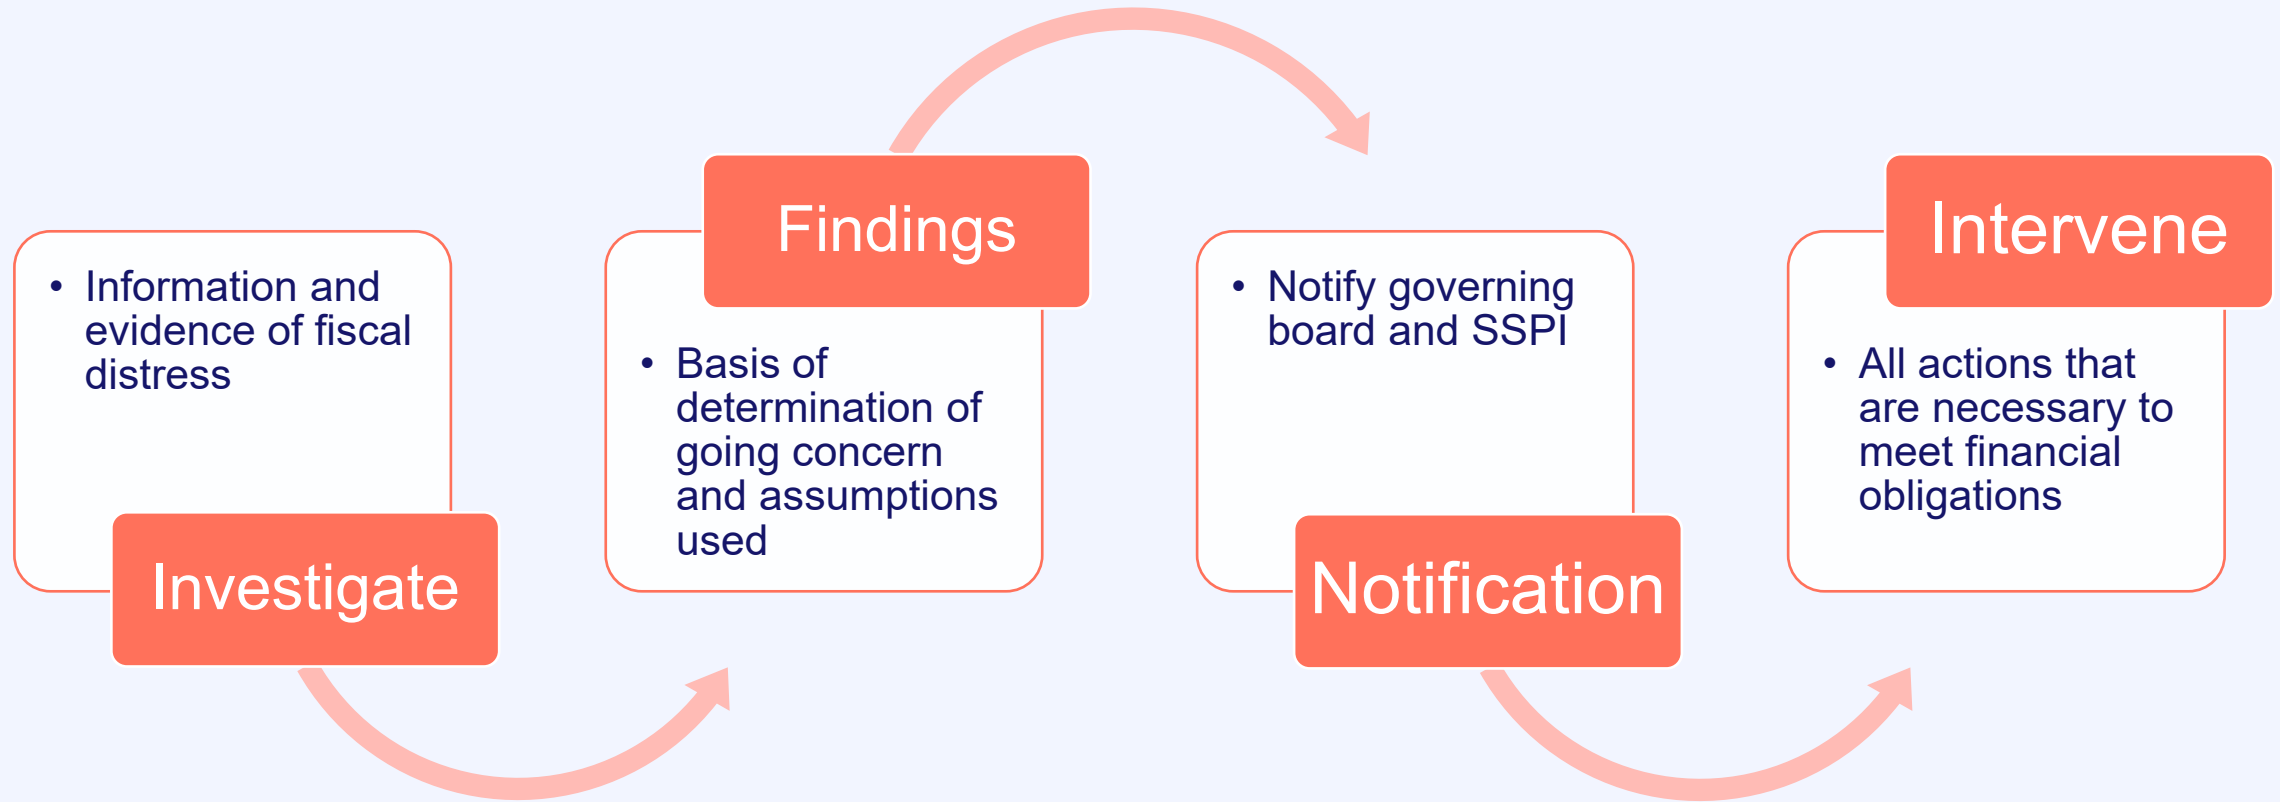 • Information and
evidence of fiscal
distress
Investigate
Findings
• Basis of
determination of
going concern
and assumptions
used
• Notify governing
board and SSPI
Notification
Intervene
• All actions that
are necessary to
meet financial
obligations